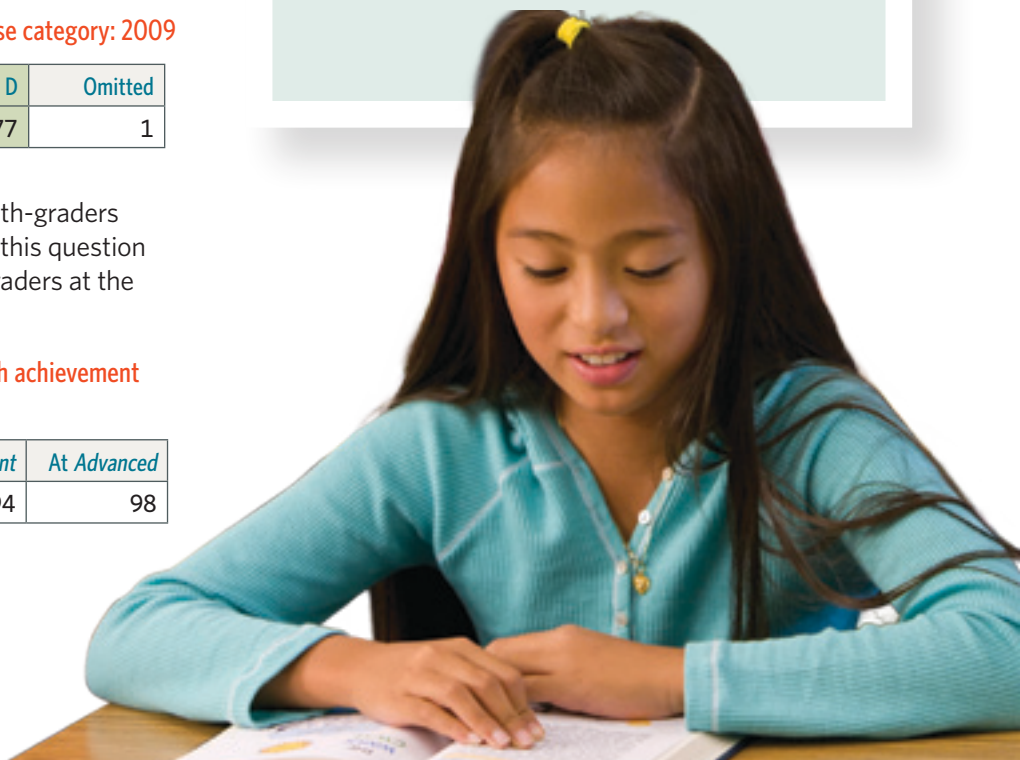 se category: 2009
D Omitted
77 1
th-graders
this question
aders at the
h achievement
nt At Advanced
94 98